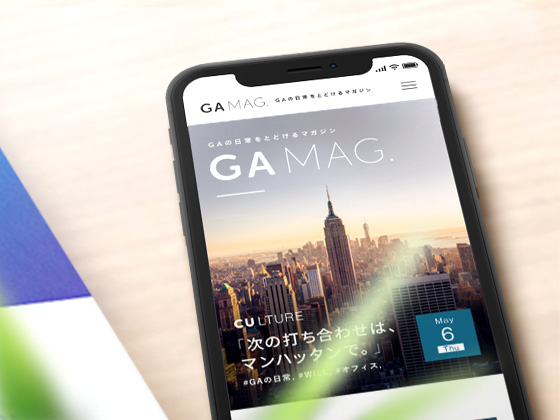 GA MAG. GAの日常をとどけるマガジン
GAの日常をとどけるマガジン
GA MAG.
CULTURE
「次の打ち合わせは、
マンハッタンで。」
#GAの日常, #WILL, #オフィス,
May
6
Thu